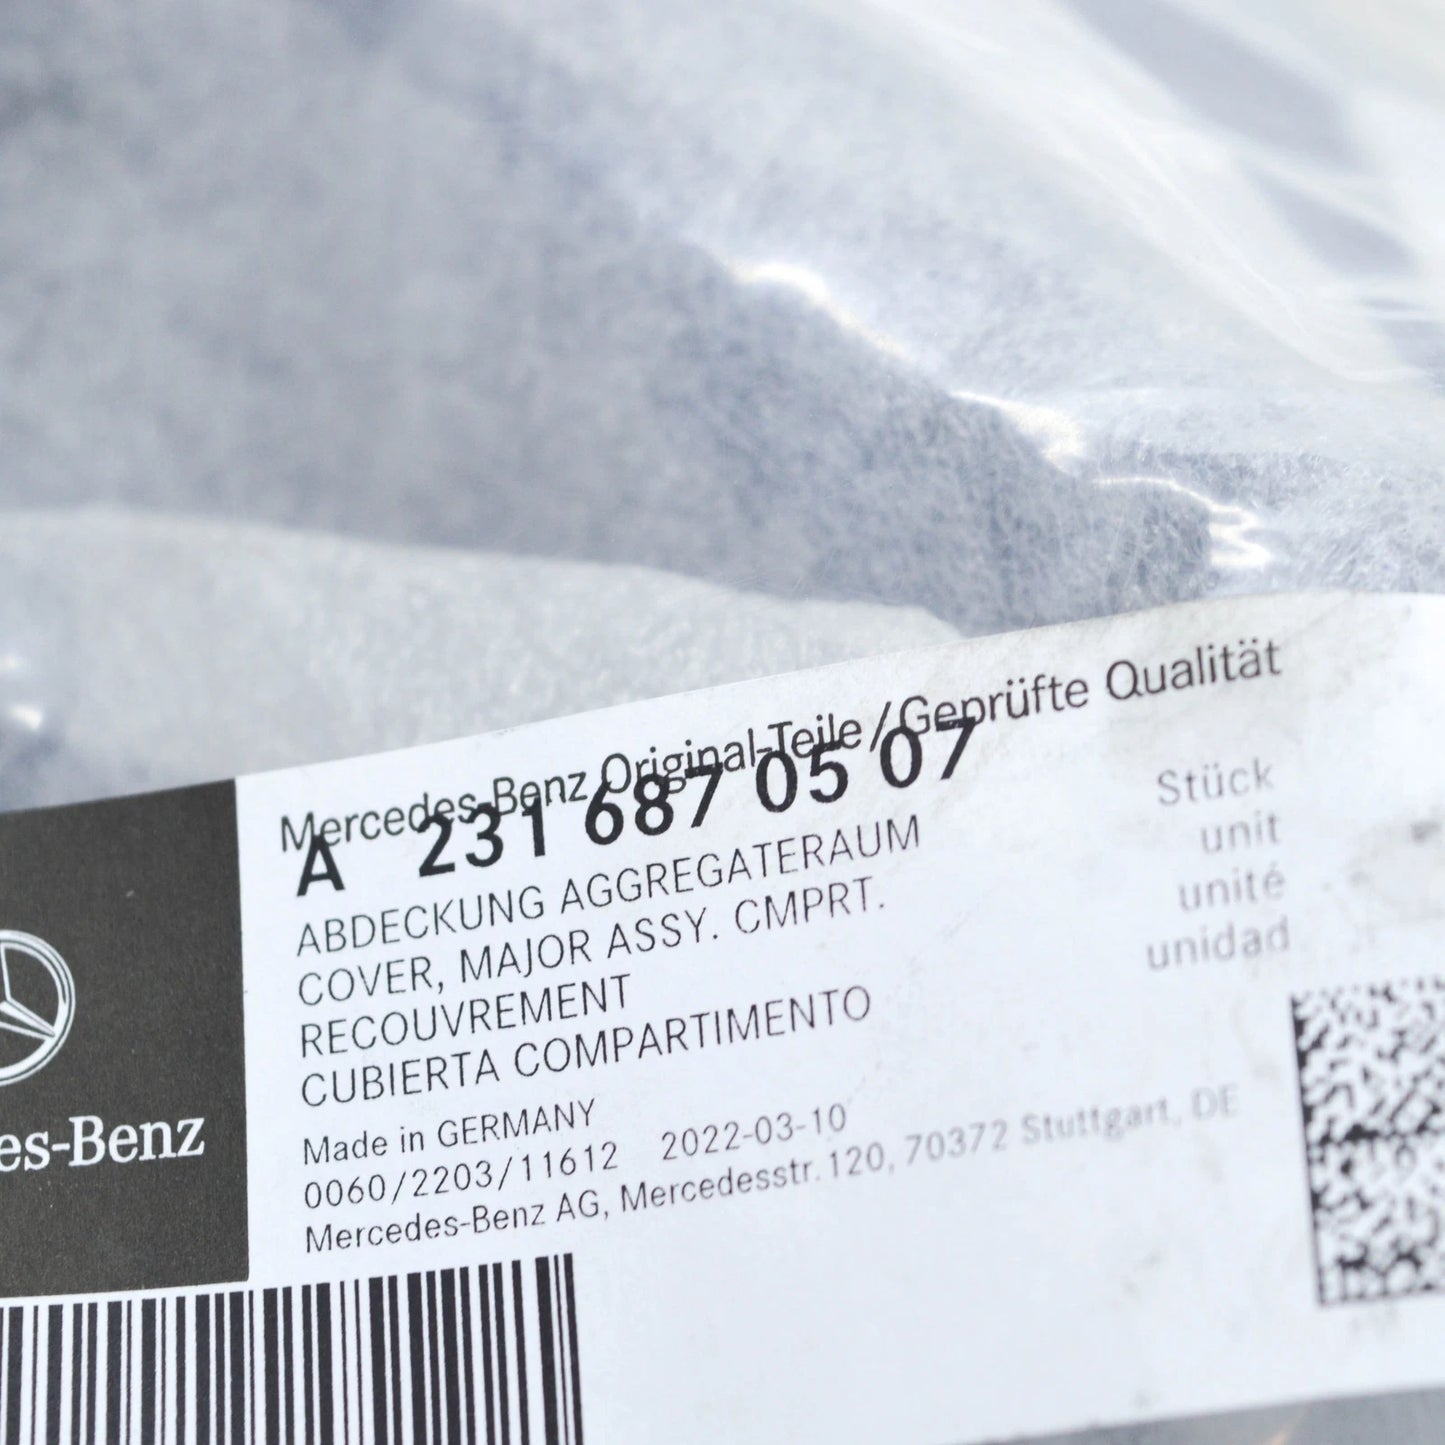 Mercedes-Benz Original-Teile / Geprüfte Qualität
A 231 687 05 07
ABDECKUNG AGGREGATERAUM
COVER, MAJOR ASSY. CMPRT.
RECOUVREMENT
CUBIERTA COMPARTIMENTO
Stück
unit
unité
unidad
Made in GERMANY
0060/2203/11612 2022-03-10
Mercedes-Benz AG, Mercedesstr. 120, 70372 Stuttgart, DE
es-Benz